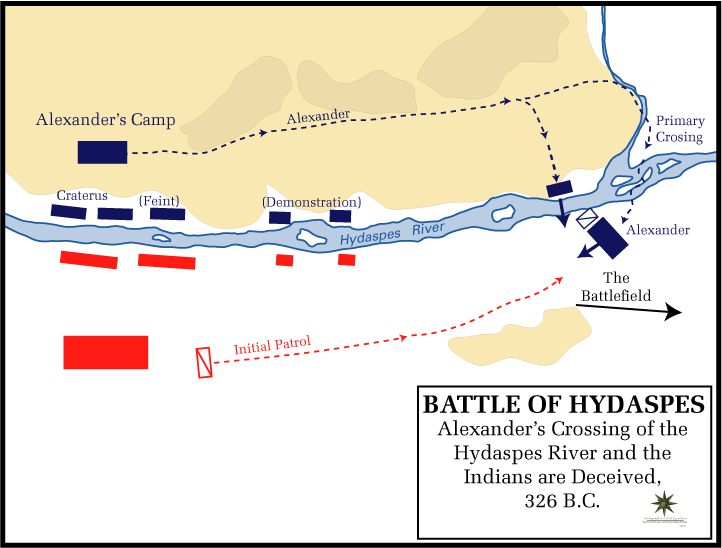 Alexander's Camp
Alexander
Primary
Crosing
Craterus
(Feint)
(Demonstration)
Hydaspes River
Alexander
The
Battlefield
Initial Patrol
BATTLE OF HYDASPES
Alexander's Crossing of the
Hydaspes River and the
Indians are Deceived,
326 B.C.